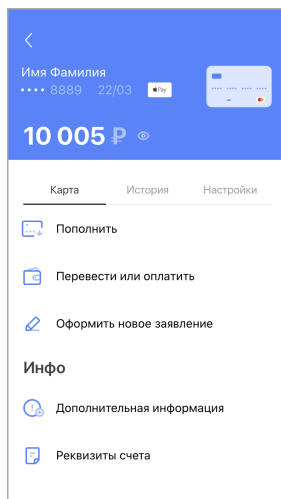 Имя Фамилия
•••• 8889 22/03 Pay
10 005 ₽
Карта История Настройки
Пополнить
Перевести или оплатить
Оформить новое заявление
Инфо
Дополнительная информация
Реквизиты счета